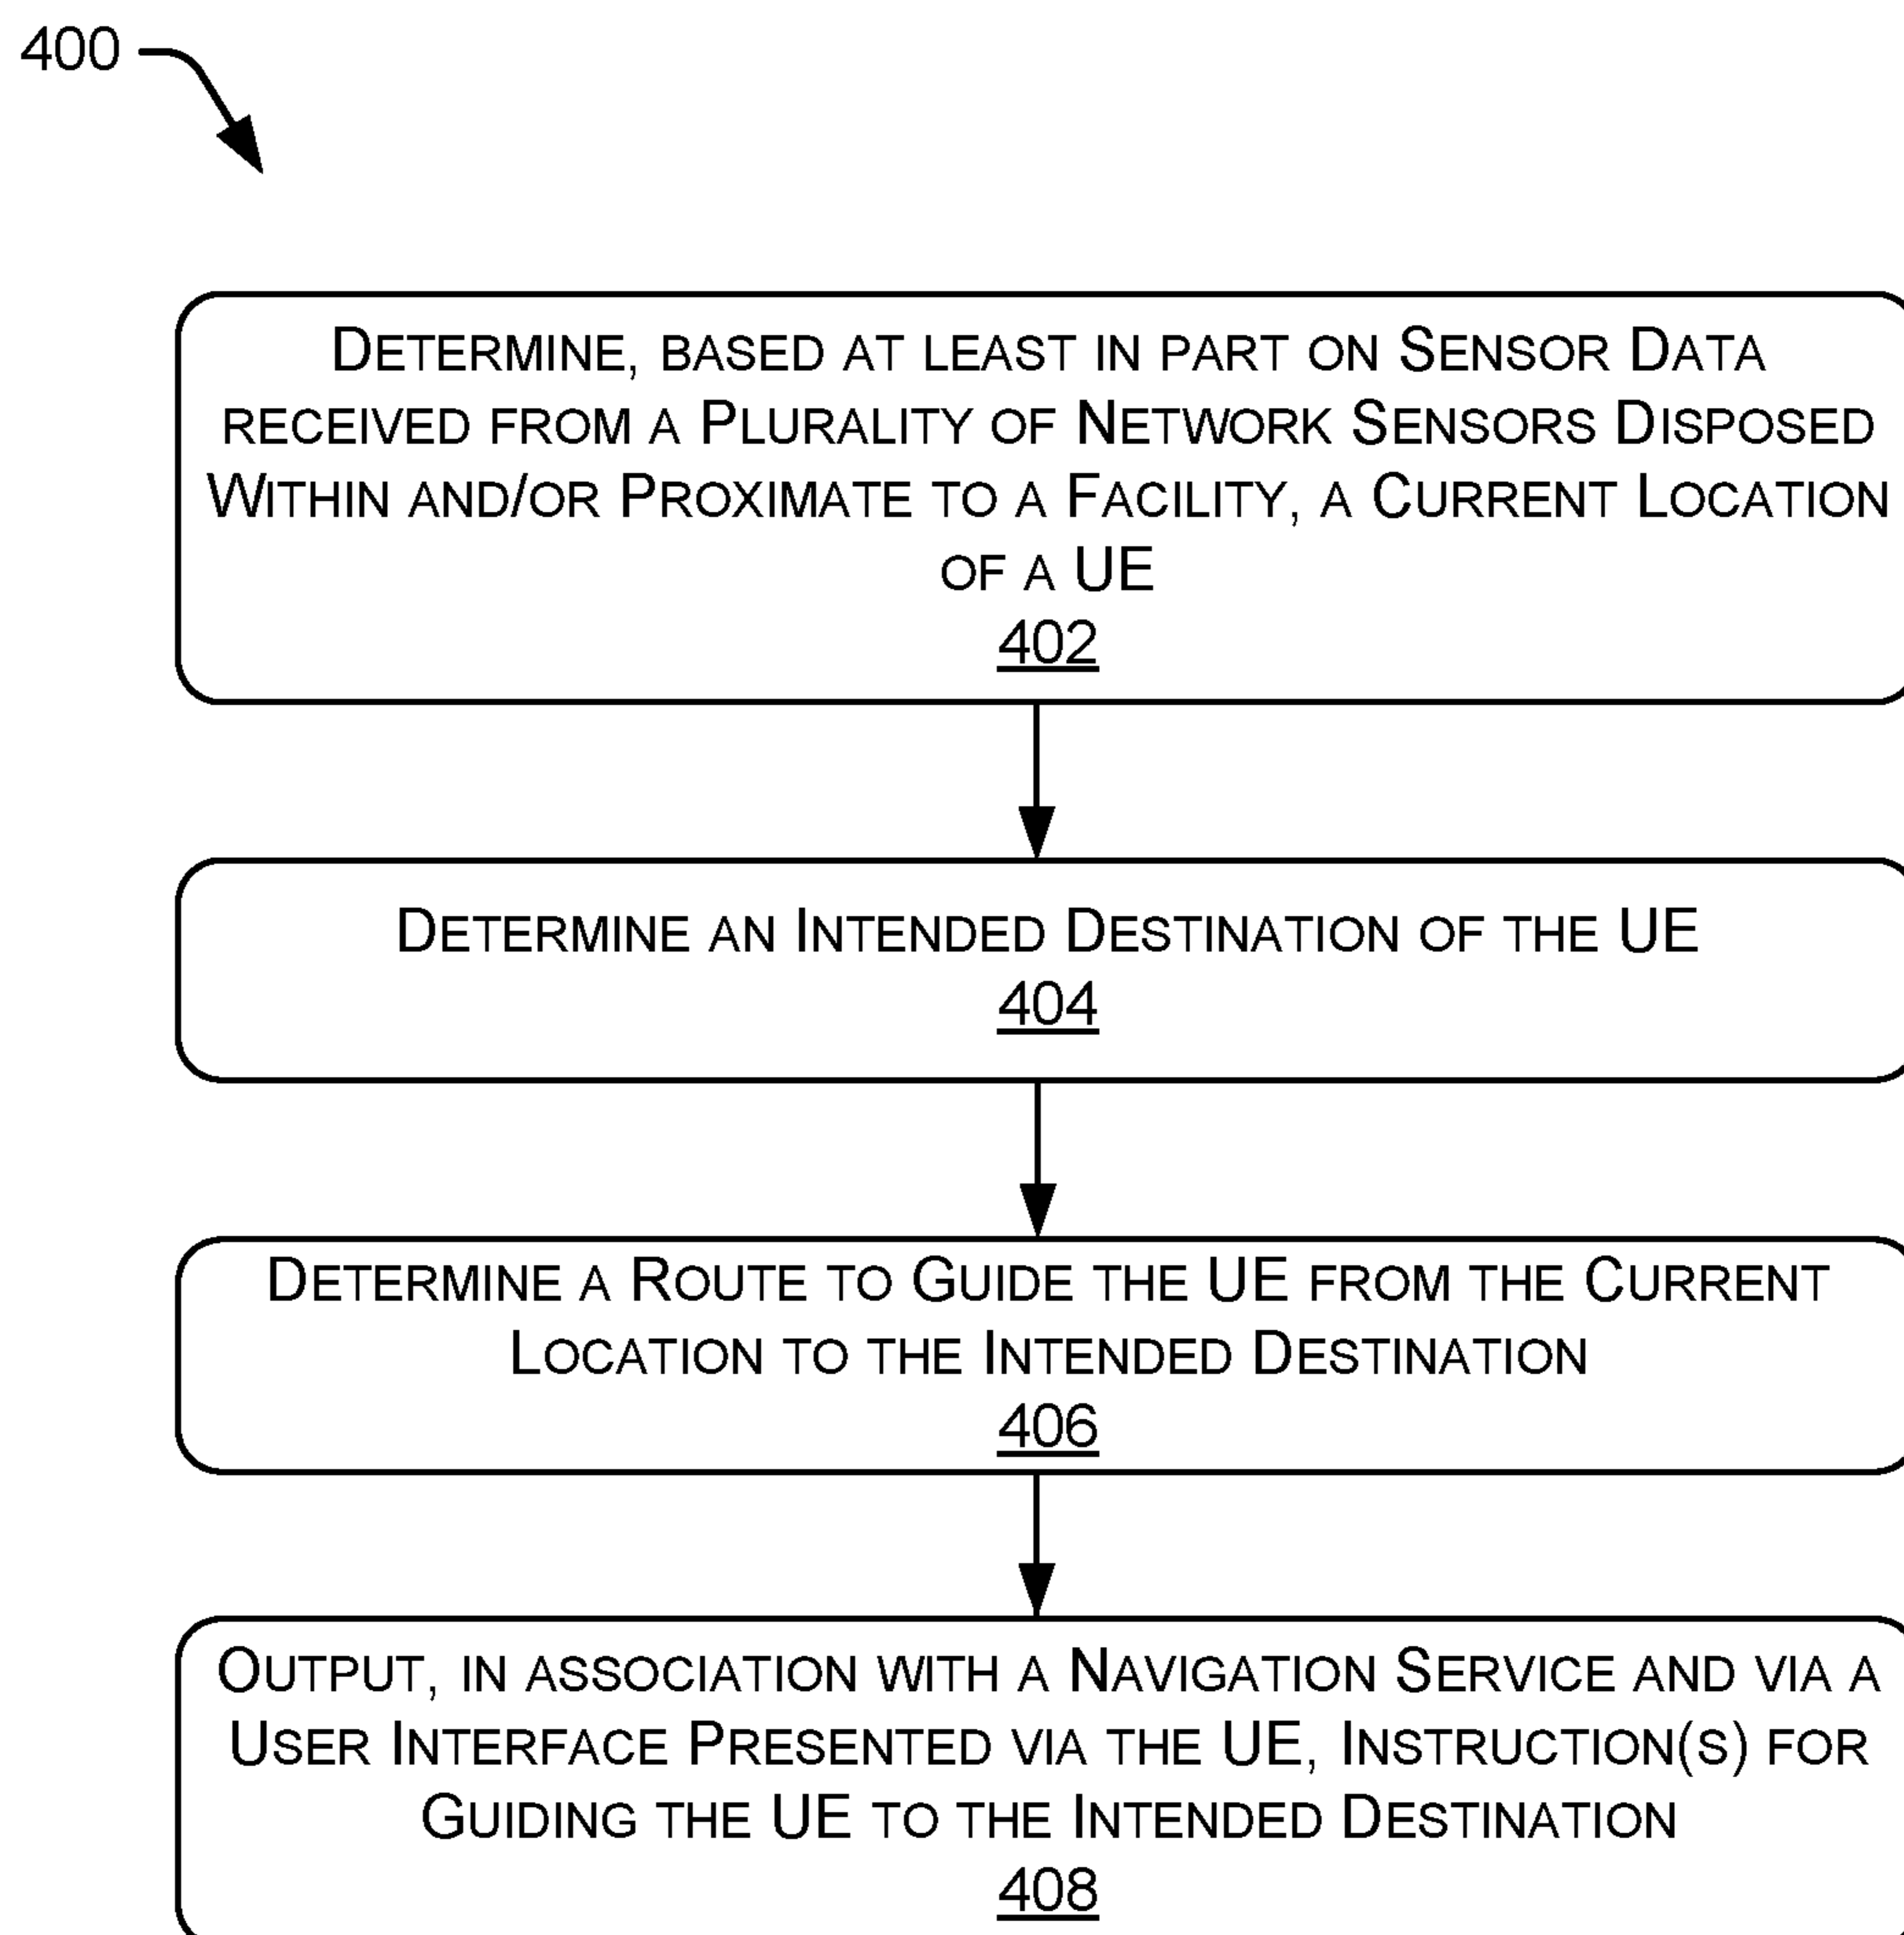 400
DETERMINE, BASED AT LEAST IN PART ON SENSOR DATA
RECEIVED FROM A PLURALITY OF NETWORK SENSORS DISPOSED
WITHIN AND/OR PROXIMATE TO A FACILITY, A CURRENT LOCATION
OF A UE
402
DETERMINE AN INTENDED DESTINATION OF THE UE
404
DETERMINE A ROUTE TO GUIDE THE UE FROM THE CURRENT
LOCATION TO THE INTENDED DESTINATION
406
OUTPUT, IN ASSOCIATION WITH A NAVIGATION SERVICE AND VIA A
USER INTERFACE PRESENTED VIA THE UE, INSTRUCTION(S) FOR
GUIDING THE UE TO THE INTENDED DESTINATION
408